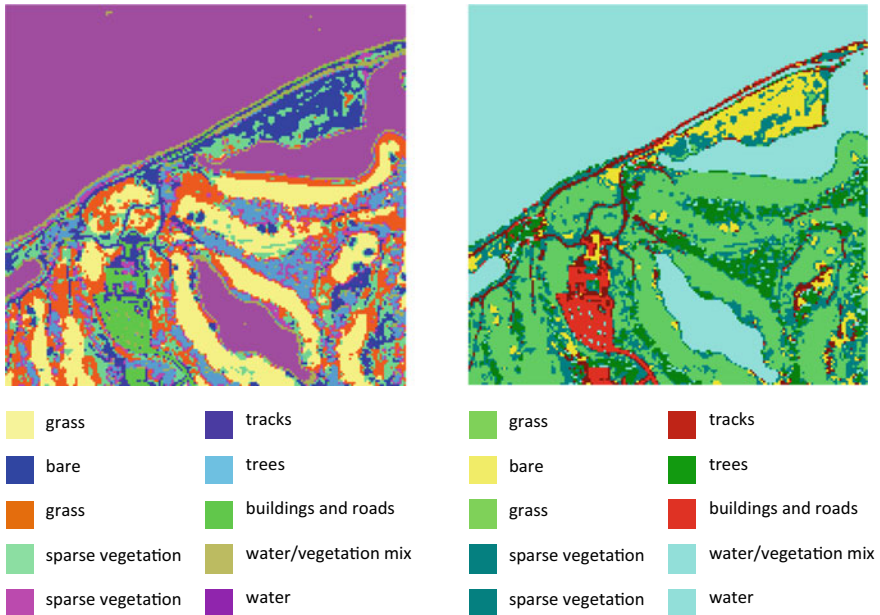 grass
tracks
grass
tracks
bare
trees
bare
trees
grass
buildings and roads
grass
buildings and roads
sparse vegetation
water/vegetation mix
sparse vegetation
water/vegetation mix
sparse vegetation
water
sparse vegetation
water